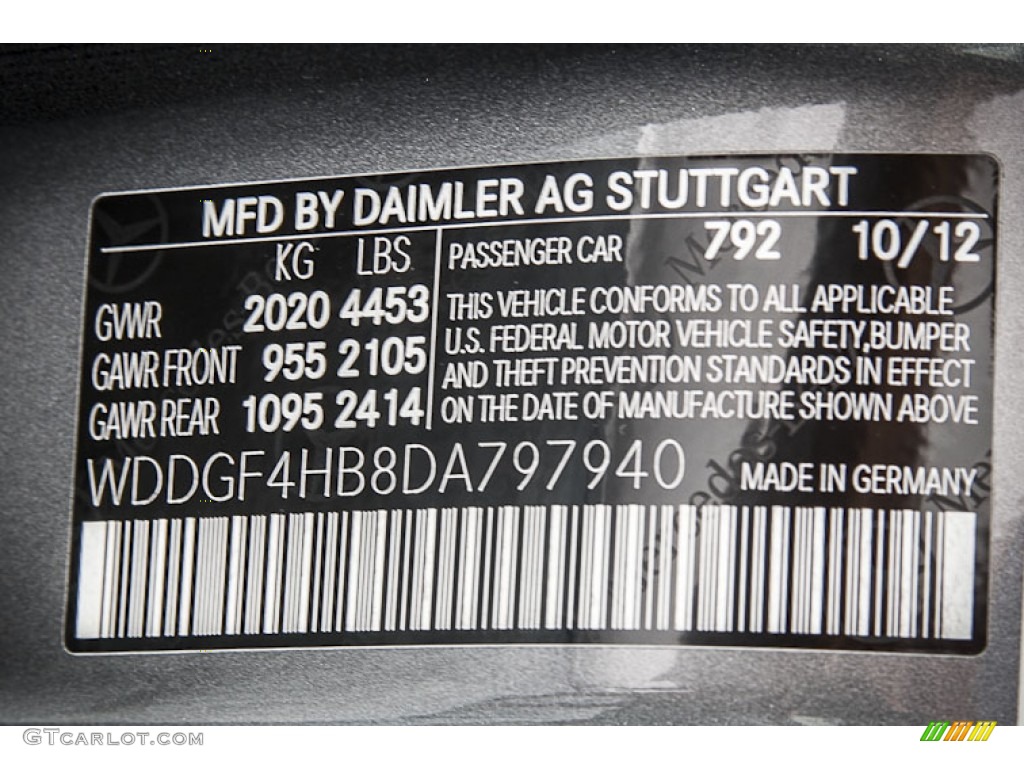 MFD BY DAIMLER AG STUTTGART
KG LBS
PASSENGER CAR 792 10/12
GVWR 2020 4453
GAWR FRONT 955 2105
GAWR REAR 1095 2414
THIS VEHICLE CONFORMS TO ALL APPLICABLE
U.S. FEDERAL MOTOR VEHICLE SAFETY, BUMPER
AND THEFT PREVENTION STANDARDS IN EFFECT
ON THE DATE OF MANUFACTURE SHOWN ABOVE
WDDGF4HB8DA797940 MADE IN GERMANY
GTCARLOT.COM